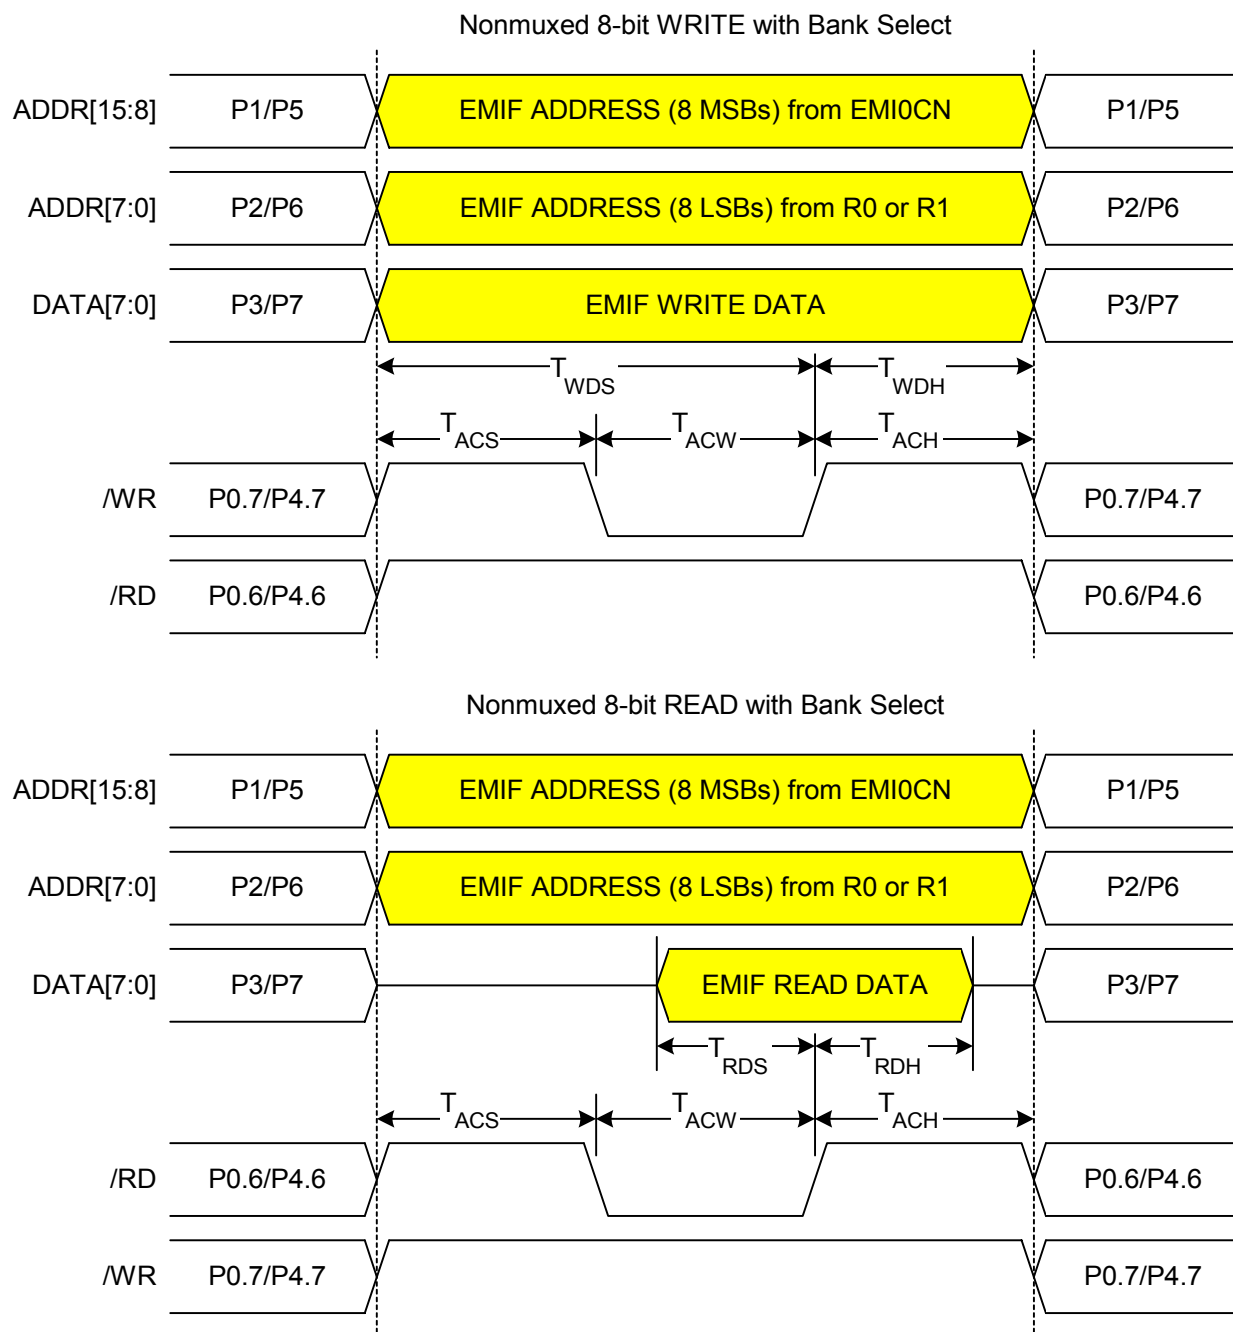 Nonmuxed 8-bit WRITE with Bank Select
ADDR[15:8] P1/P5 EMIF ADDRESS (8 MSBs) from EMI0CN P1/P5
ADDR[7:0] P2/P6 EMIF ADDRESS (8 LSBs) from R0 or R1 P2/P6
DATA[7:0] P3/P7 EMIF WRITE DATA P3/P7
TWDS TWDH
TACS TACW TACH
/WR P0.7/P4.7 P0.7/P4.7
/RD P0.6/P4.6 P0.6/P4.6
Nonmuxed 8-bit READ with Bank Select
ADDR[15:8] P1/P5 EMIF ADDRESS (8 MSBs) from EMI0CN P1/P5
ADDR[7:0] P2/P6 EMIF ADDRESS (8 LSBs) from R0 or R1 P2/P6
DATA[7:0] P3/P7 EMIF READ DATA P3/P7
TRDS TRDH
TACS TACW TACH
/RD P0.6/P4.6 P0.6/P4.6
/WR P0.7/P4.7 P0.7/P4.7